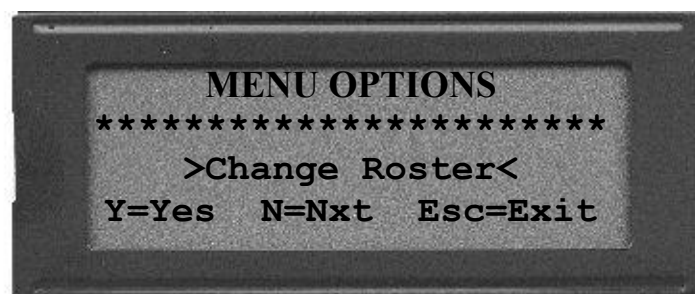 MENU OPTIONS
***********************
>Change Roster<
Y=Yes N=Nxt Esc=Exit